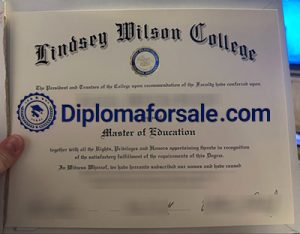 Lindsey Wilson College
The President and Trustees of the College upon recommendation of the Faculty have conferred upon
Diplomaforsale.com
Master of Education
together with all the Rights, Privileges and Honors appertaining thereto in recognition
of the satisfactory fulfillment of the requirements of this Degree.
In Witness Whereof, we have hereunto subscribed our names and have caused